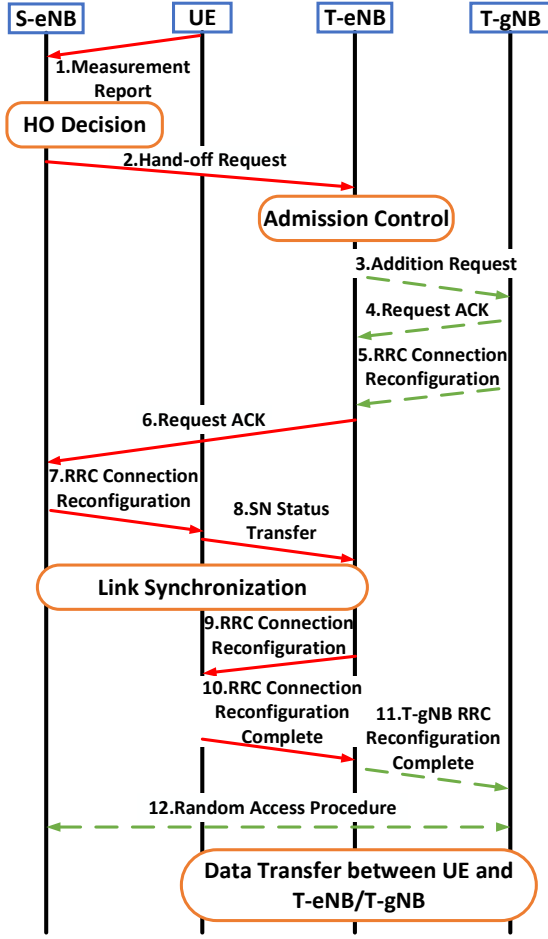 S-eNB
UE
T-eNB
T-gNB
1.Measurement
Report
HO Decision
2.Hand-off Request
Admission Control
3.Addition Request
4.Request ACK
5.RRC Connection
Reconfiguration
6.Request ACK
7.RRC Connection
Reconfiguration
8.SN Status
Transfer
Link Synchronization
9.RRC Connection
Reconfiguration
10.RRC Connection
Reconfiguration
Complete
11.T-gNB RRC
Reconfiguration
Complete
12.Random Access Procedure
Data Transfer between UE and
T-eNB/T-gNB